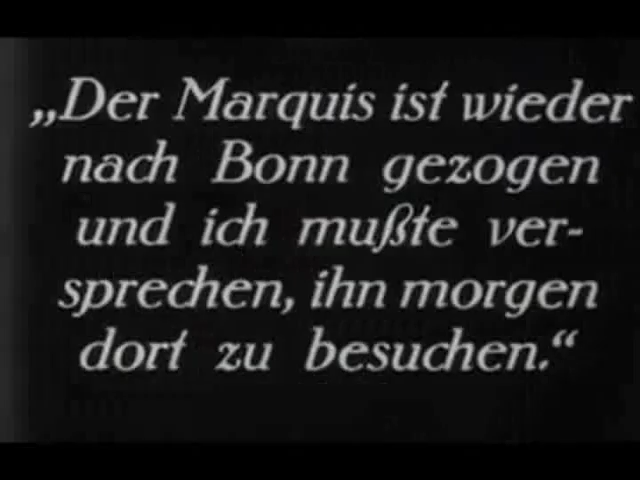 „Der Marquis ist wieder
nach Bonn gezogen
und ich mußte ver-
sprechen, ihn morgen
dort zu besuchen.“